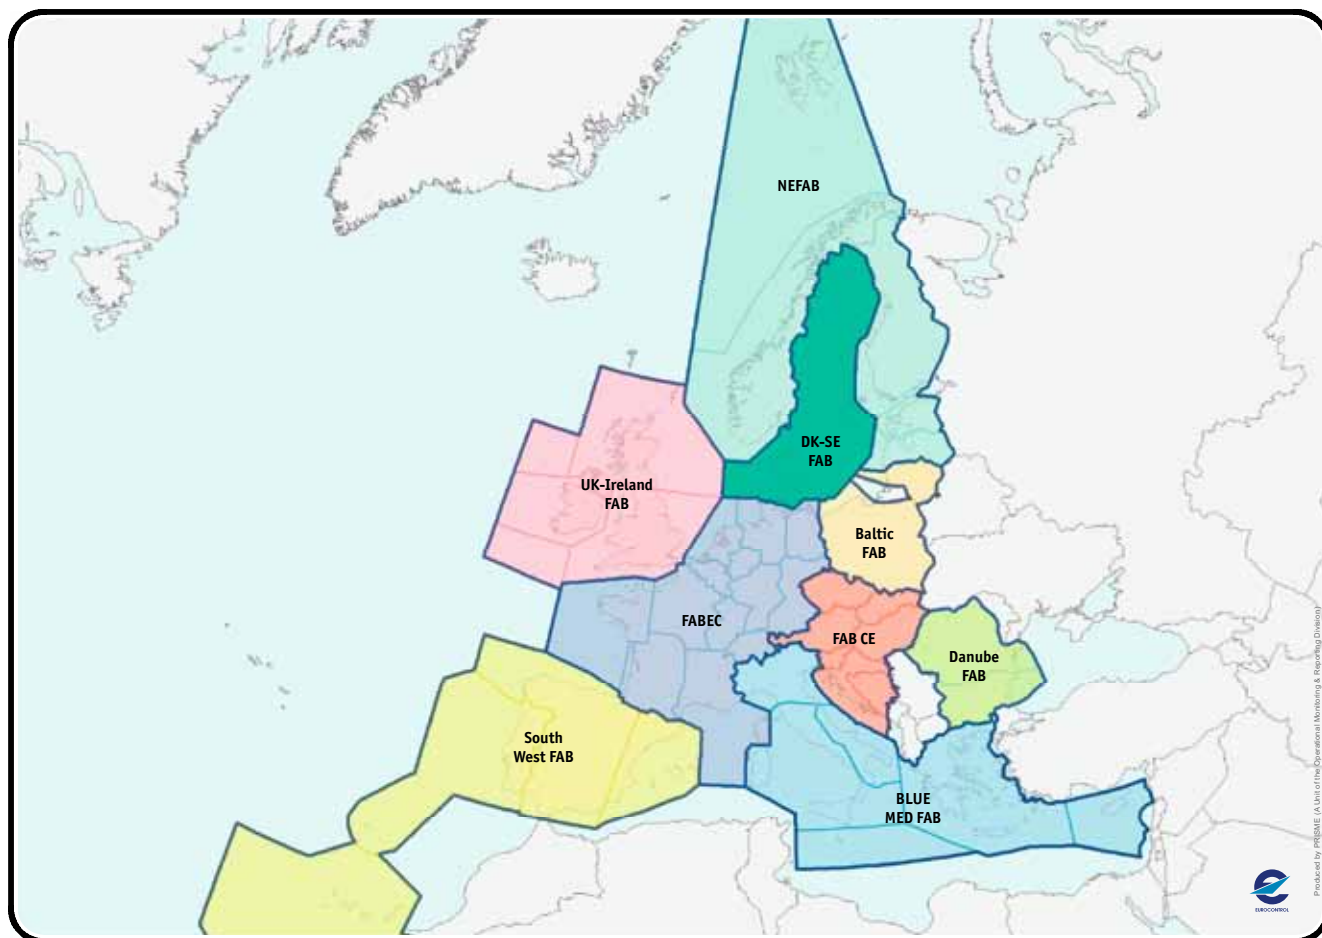 NEFAB
DK-SE
FAB
UK-Ireland
FAB
Baltic
FAB
FABEC
FAB CE
Danube
FAB
South
West FAB
BLUE
MED FAB
EUROCONTROL
Produced by PRISME (A Unit of the Operational Monitoring & Reporting Division)